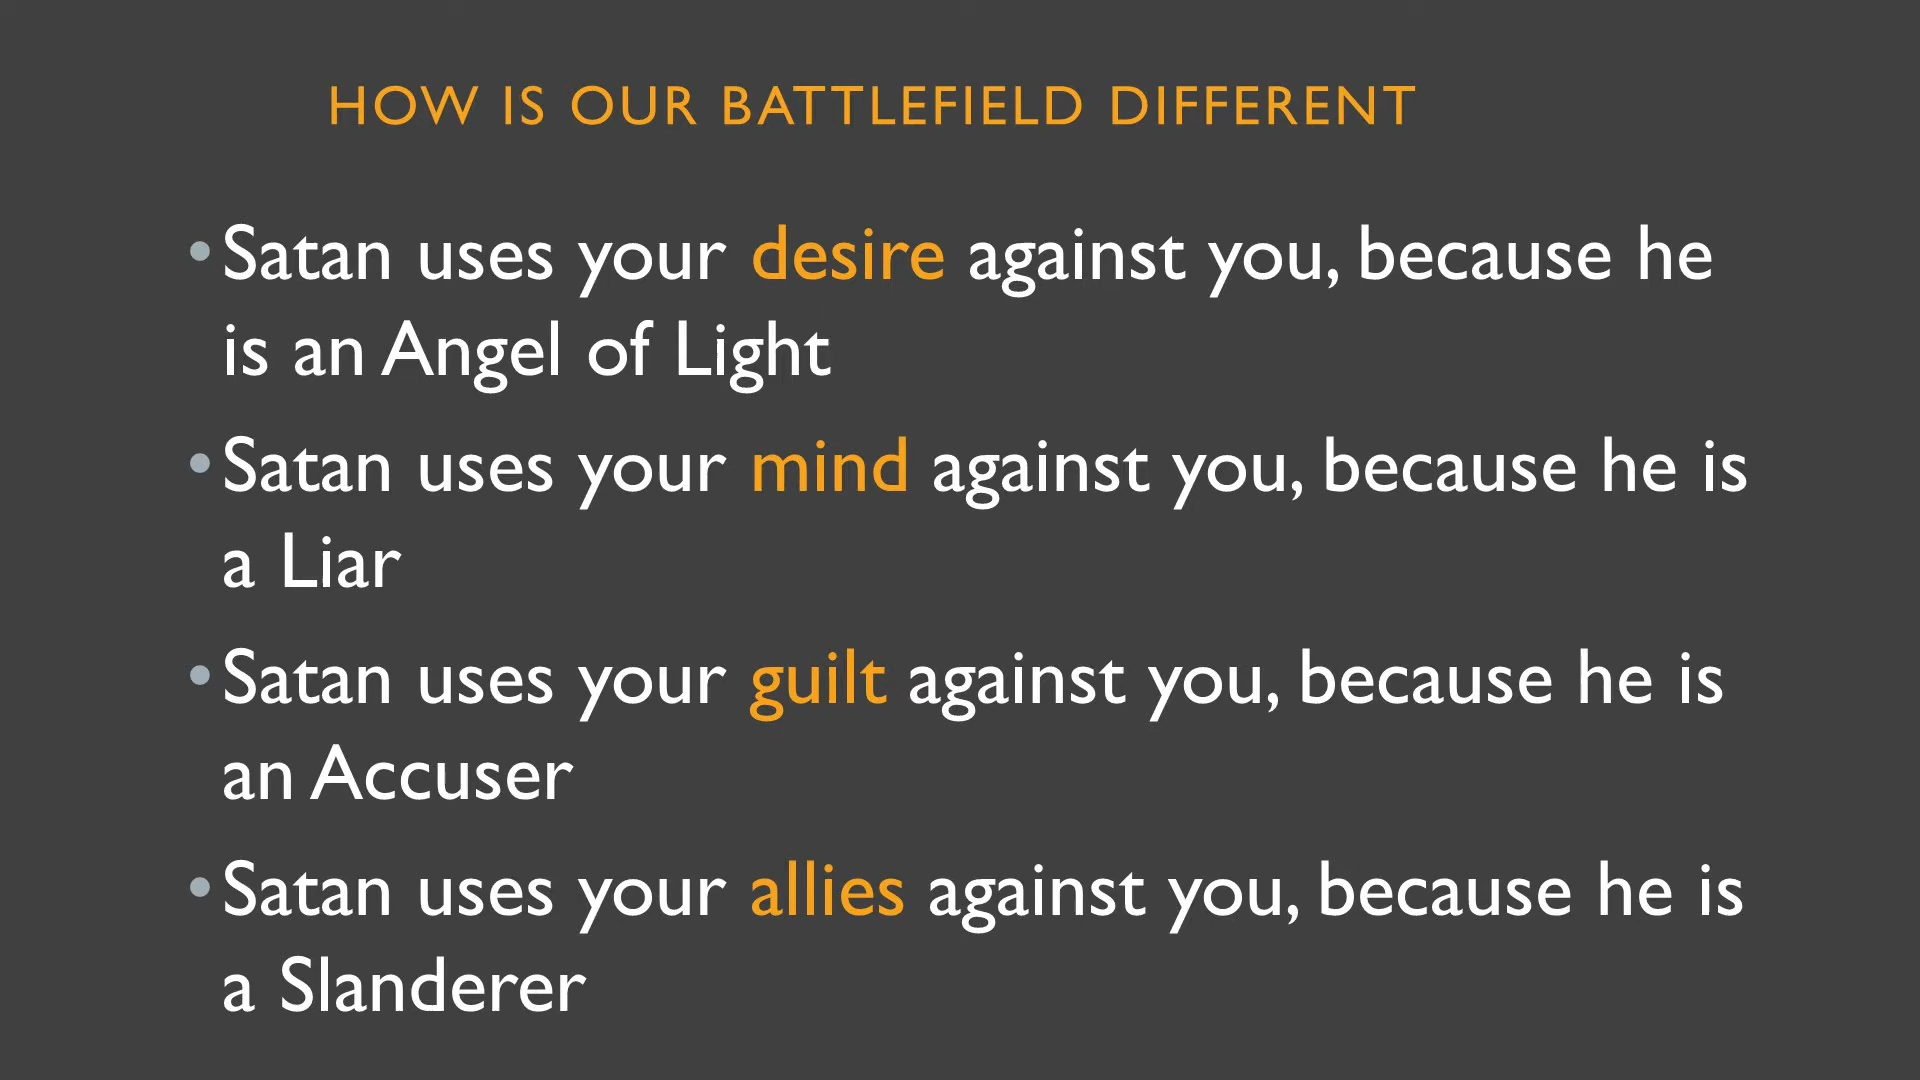 HOW IS OUR BATTLEFIELD DIFFERENT
•Satan uses your desire against you, because he
is an Angel of Light
•Satan uses your mind against you, because he is
a Liar
•Satan uses your guilt against you, because he is
an Accuser
•Satan uses your allies against you, because he is
a Slanderer